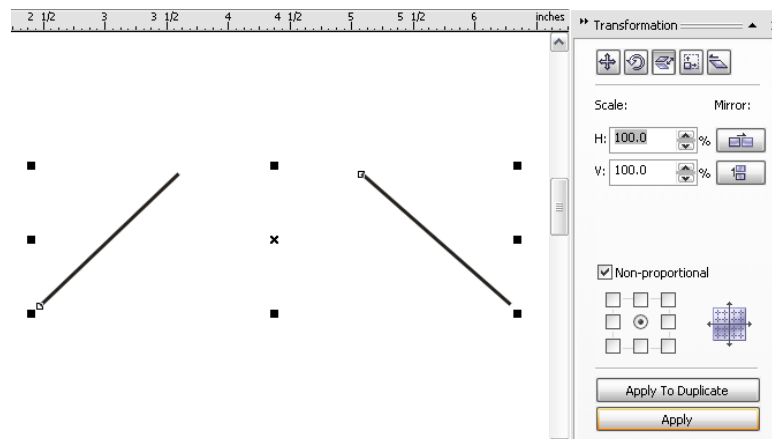 2 1/2 3 3 1/2 4 4 1/2 5 5 1/2 6 inches
Transformation
Scale: Mirror:
H: 100.0 %
V: 100.0 %
Non-proportional
Apply To Duplicate
Apply